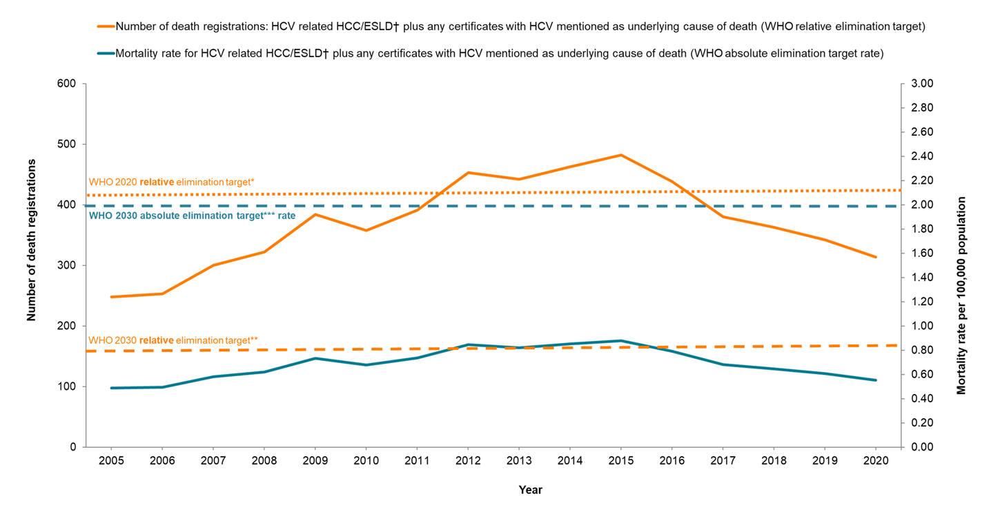 Number of death registrations: HCV related HCC/ESLD† plus any certificates with HCV mentioned as underlying cause of death (WHO relative elimination target)
Mortality rate for HCV related HCC/ESLD† plus any certificates with HCV mentioned as underlying cause of death (WHO absolute elimination target rate)
600
500
400
300
200
100
0
Number of death registrations
WHO 2020 relative elimination target*
WHO 2030 absolute elimination target*** rate
WHO 2030 relative elimination target**
3.00
2.80
2.60
2.40
2.20
2.00
1.80
1.60
1.40
1.20
1.00
0.80
0.60
0.40
0.20
0.00
Mortality rate per 100,000 population
2005 2006 2007 2008 2009 2010 2011 2012 2013 2014 2015 2016 2017 2018 2019 2020
Year